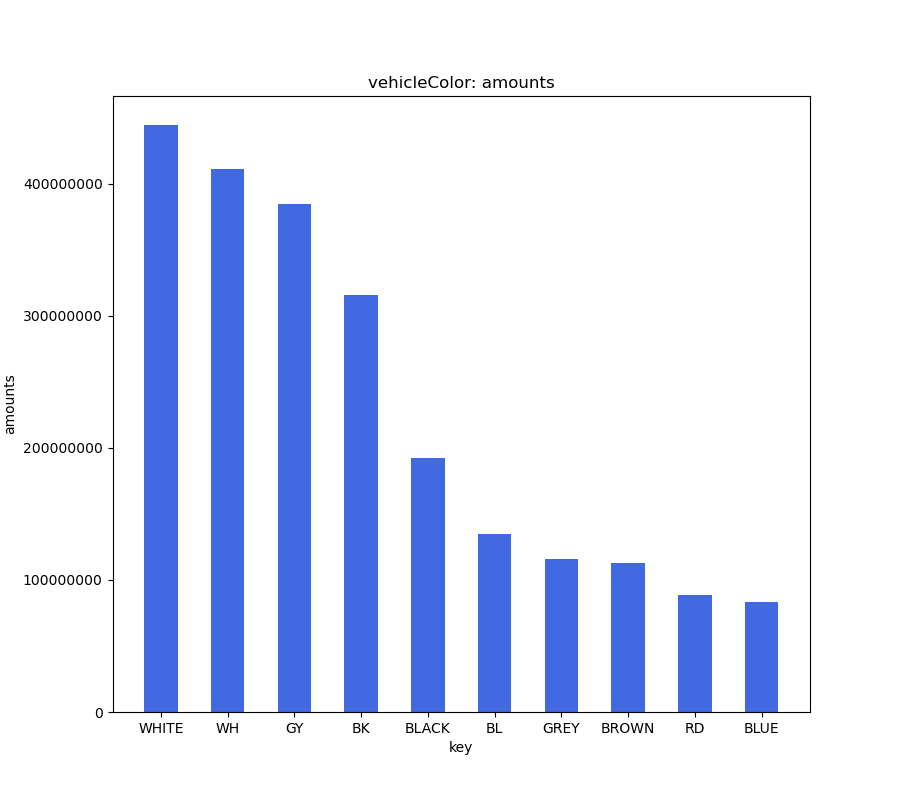 vehicleColor: amounts
amounts
400000000
300000000
200000000
100000000
0
WHITE WH GY BK BLACK BL GREY BROWN RD BLUE
key